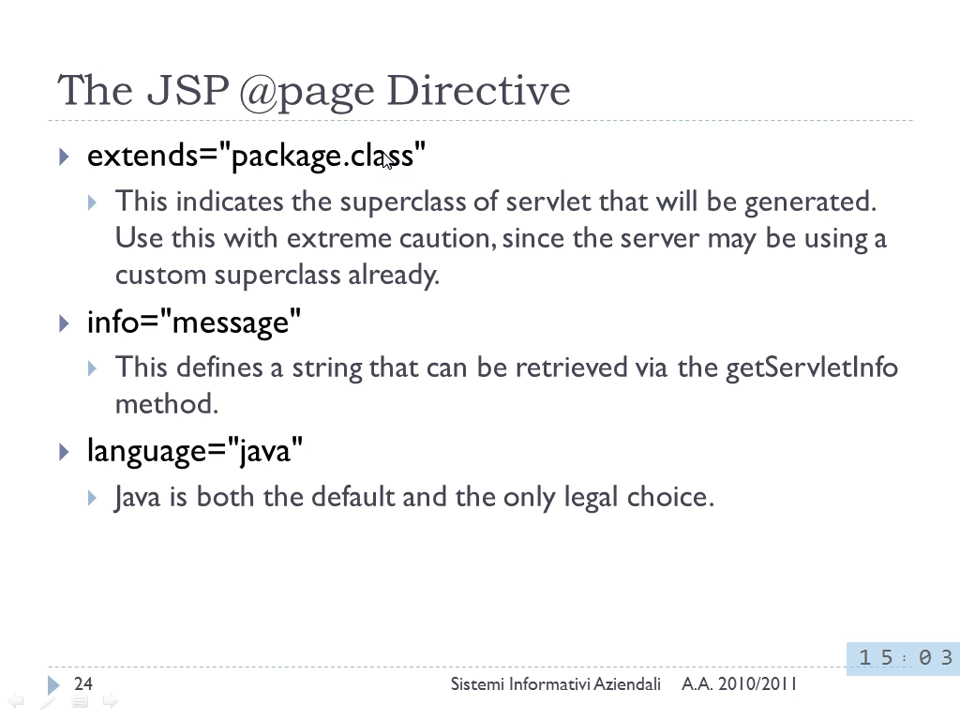 The JSP @page Directive
extends="package.class"
This indicates the superclass of servlet that will be generated.
Use this with extreme caution, since the server may be using a
custom superclass already.
info="message"
This defines a string that can be retrieved via the getServletInfo
method.
language="java"
Java is both the default and the only legal choice.
15:03
24 Sistemi Informativi Aziendali A.A. 2010/2011